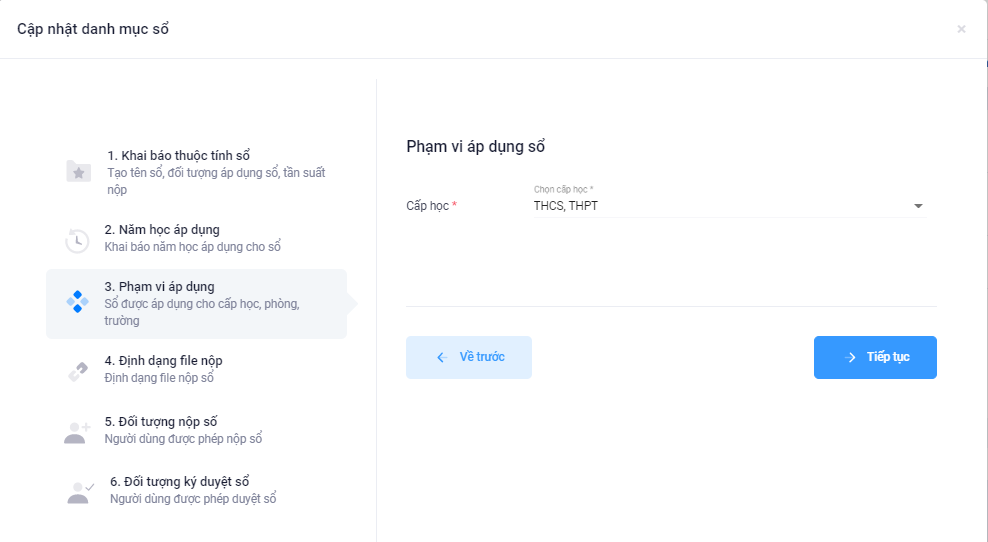 Cập nhật danh mục sổ
×
1. Khai báo thuộc tính sổ
Tạo tên sổ, đối tượng áp dụng sổ, tần suất
nộp
2. Năm học áp dụng
Khai báo năm học áp dụng cho sổ
3. Phạm vi áp dụng
Sổ được áp dụng cho cấp học, phòng,
trường
4. Định dạng file nộp
Định dạng file nộp sổ
5. Đối tượng nộp số
Người dùng được phép nộp sổ
6. Đối tượng ký duyệt sổ
Người dùng được phép duyệt sổ
Phạm vi áp dụng sổ
Chọn cấp học *
Cấp học *
THCS, THPT
Về trước
Tiếp tục